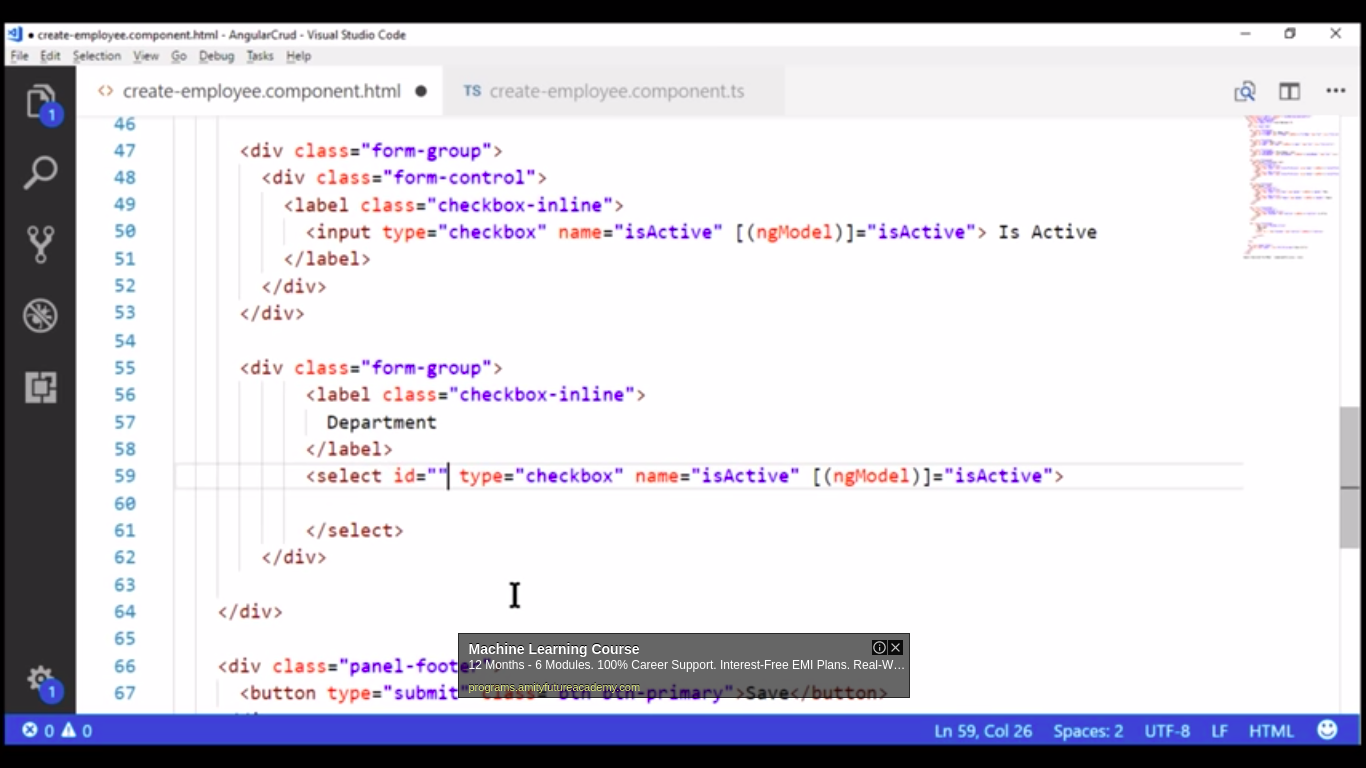 create-employee.component.html - AngularCrud - Visual Studio Code
File Edit Selection View Go Debug Tasks Help
<> create-employee.component.html ● TS create-employee.component.ts ...
1
46
47 <div class="form-group">
48 <div class="form-control">
49 <label class="checkbox-inline">
50 <input type="checkbox" name="isActive" [(ngModel)]="isActive"> Is Active
51 </label>
52 </div>
53 </div>
54
55 <div class="form-group">
56 <label class="checkbox-inline">
57 Department
58 </label>
59 <select id="" type="checkbox" name="isActive" [(ngModel)]="isActive">
60
61 </select>
62 </div>
63
64 </div>
65
Machine Learning Course
12 Months - 6 Modules. 100% Career Support. Interest-Free EMI Plans. Real-W...
programs.amityfutureacademy.com
66 <div class="panel-foote
67 <button type="submit" class="btn btn-primary">Save</button>
1
0 0 Ln 59, Col 26 Spaces: 2 UTF-8 LF HTML